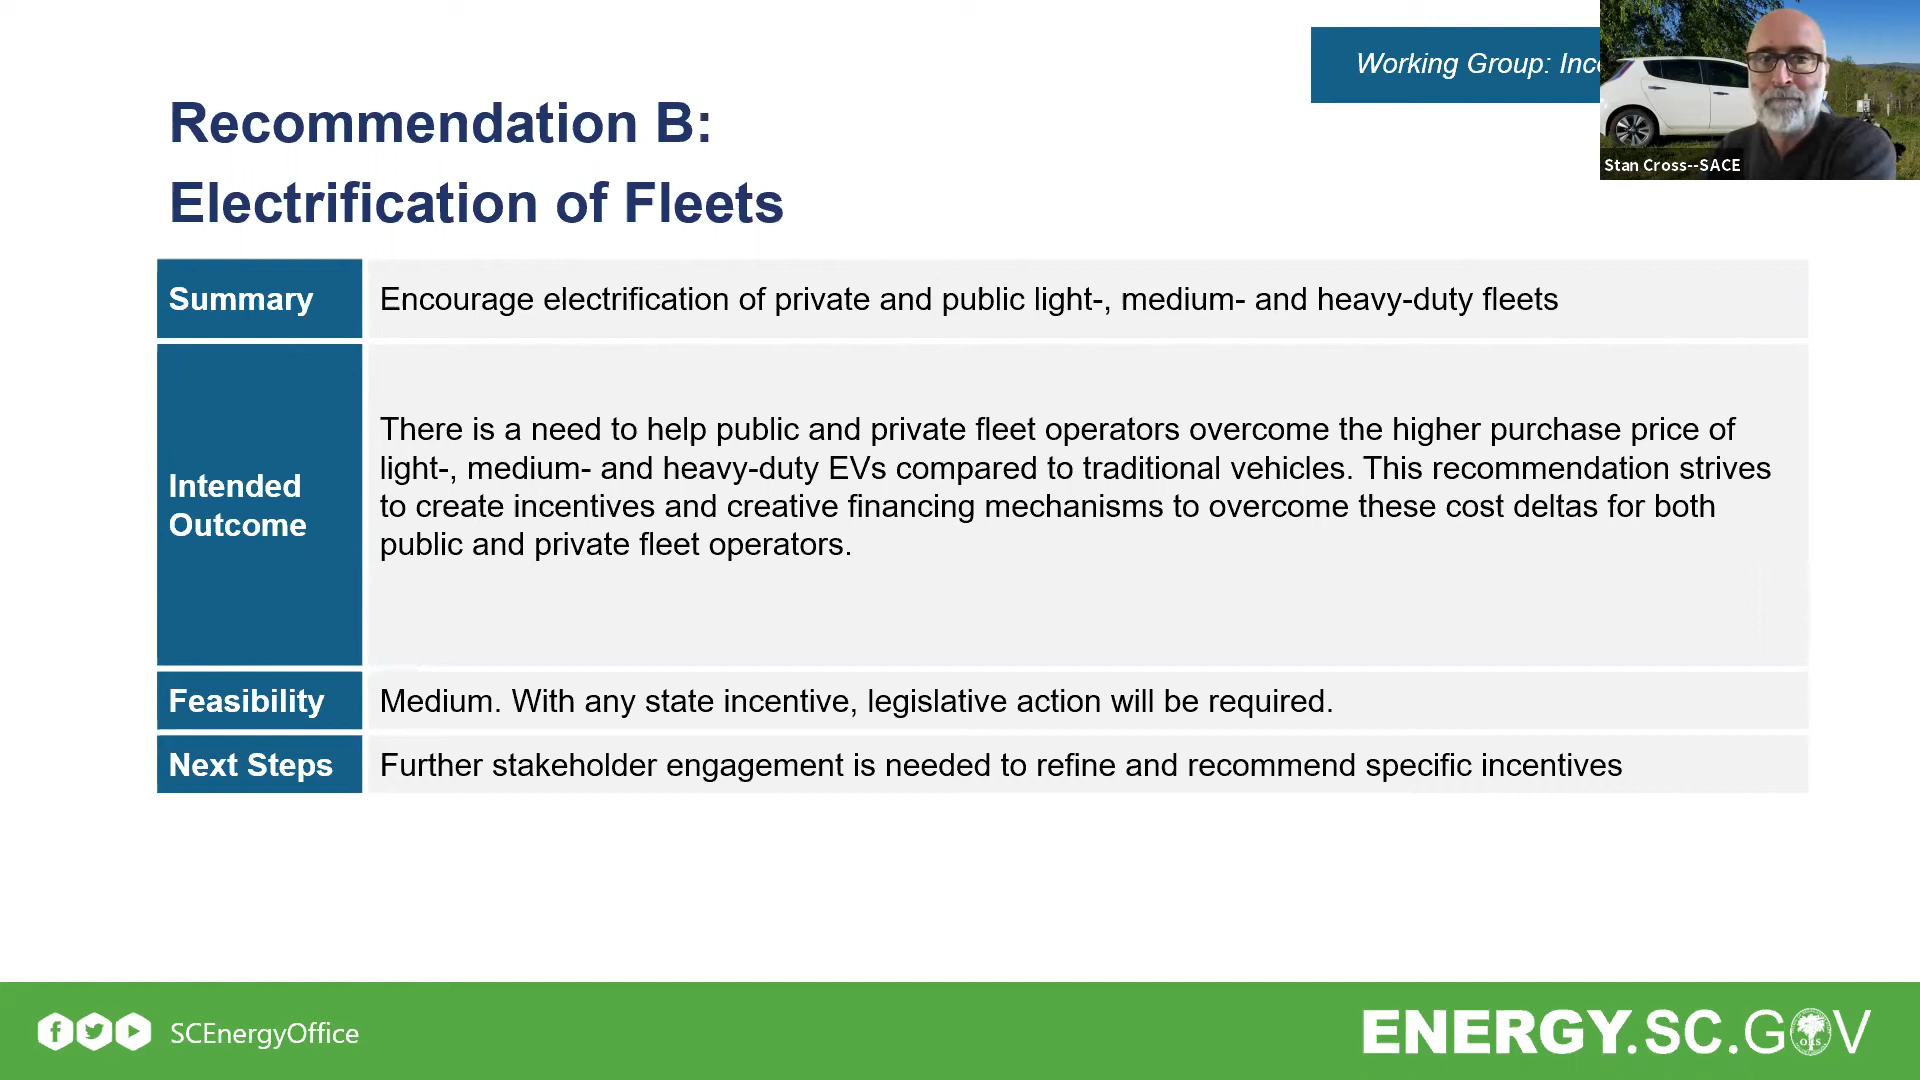 Working Group: Inc
Stan Cross--SACE
Recommendation B:
Electrification of Fleets
Summary
Encourage electrification of private and public light-, medium- and heavy-duty fleets
Intended
Outcome
There is a need to help public and private fleet operators overcome the higher purchase price of
light-, medium- and heavy-duty EVs compared to traditional vehicles. This recommendation strives
to create incentives and creative financing mechanisms to overcome these cost deltas for both
public and private fleet operators.
Feasibility
Medium. With any state incentive, legislative action will be required.
Next Steps
Further stakeholder engagement is needed to refine and recommend specific incentives
SCEnergyOffice
ENERGY.SC.GOV